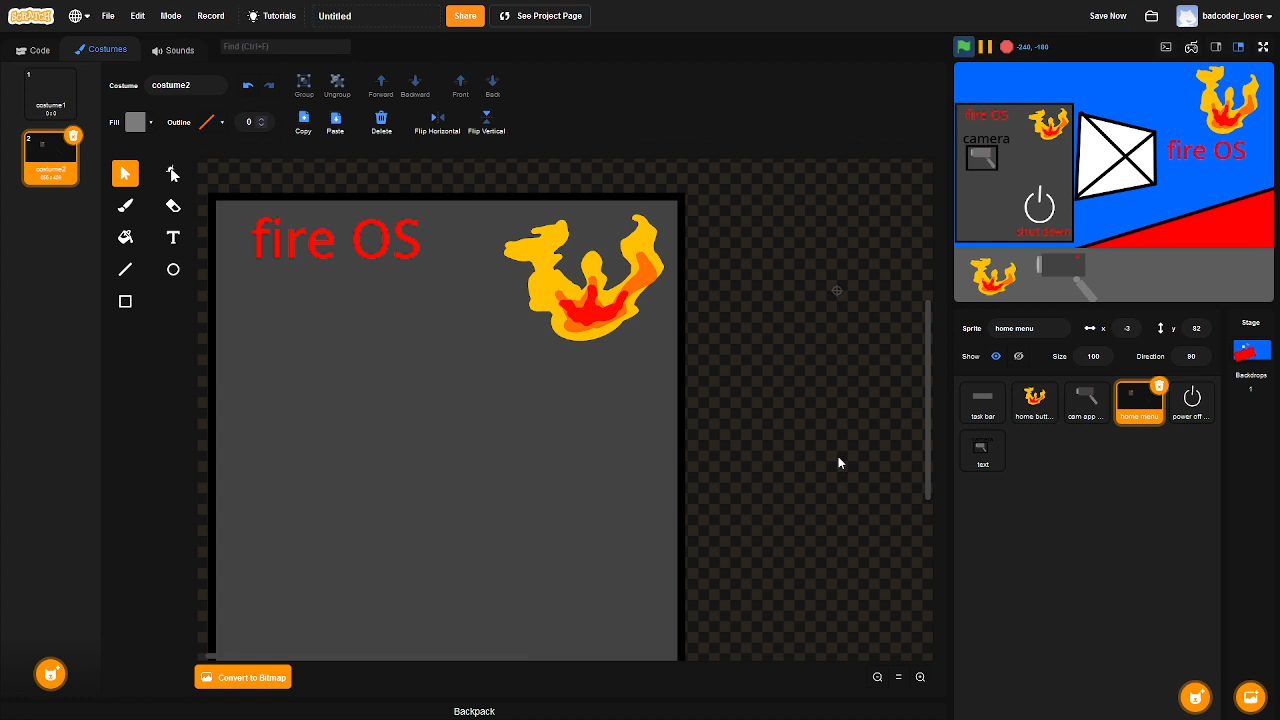 SCRATCH File Edit Mode Record Tutorials Untitled Share See Project Page Save Now badcoder_loser
Code Costumes Sounds Find (Ctrl+F) -240, -180
1
costume1
0 x 0
2
costume2
Costume costume2 Group Ungroup Forward Backward Front Back
Fill Outline 0 Copy Paste Delete Flip Horizontal Flip Vertical
T
fire OS
Convert to Bitmap
Backpack
fire OS
camera
shut down
fire OS
Sprite home menu x -3 y 82
Show Size 100 Direction 90
task bar home butt... cam app ... home menu power off ...
text
Stage
Backdrops
1